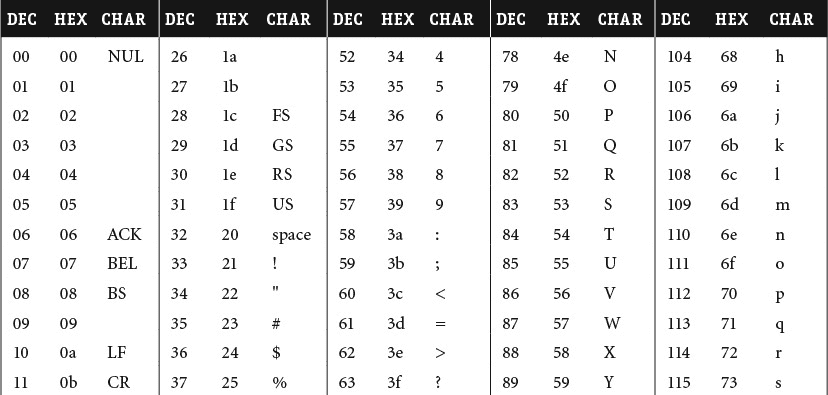 DEC HEX CHAR DEC HEX CHAR DEC HEX CHAR DEC HEX CHAR DEC HEX CHAR
00 00 NUL 26 1a 52 34 4 78 4e N 104 68 h
01 01 27 1b 53 35 5 79 4f O 105 69 i
02 02 28 1c FS 54 36 6 80 50 P 106 6a j
03 03 29 1d GS 55 37 7 81 51 Q 107 6b k
04 04 30 1e RS 56 38 8 82 52 R 108 6c l
05 05 31 1f US 57 39 9 83 53 S 109 6d m
06 06 ACK 32 20 space 58 3a : 84 54 T 110 6e n
07 07 BEL 33 21 ! 59 3b ; 85 55 U 111 6f o
08 08 BS 34 22 " 60 3c < 86 56 V 112 70 p
09 09 35 23 # 61 3d = 87 57 W 113 71 q
10 0a LF 36 24 $ 62 3e > 88 58 X 114 72 r
11 0b CR 37 25 % 63 3f ? 89 59 Y 115 73 s